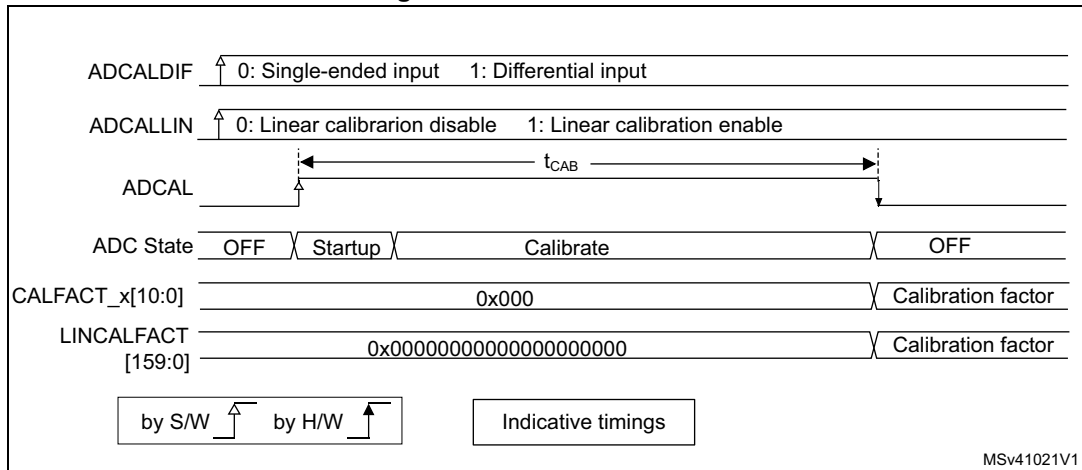 ADCALDIF 0: Single-ended input 1: Differential input
ADCALLIN 0: Linear calibrarion disable 1: Linear calibration enable
tCAB
ADCAL
ADC State OFF Startup Calibrate OFF
CALFACT_x[10:0] 0x000 Calibration factor
LINCALFACT
[159:0] 0x00000000000000000000 Calibration factor
by S/W by H/W Indicative timings
MSv41021V1